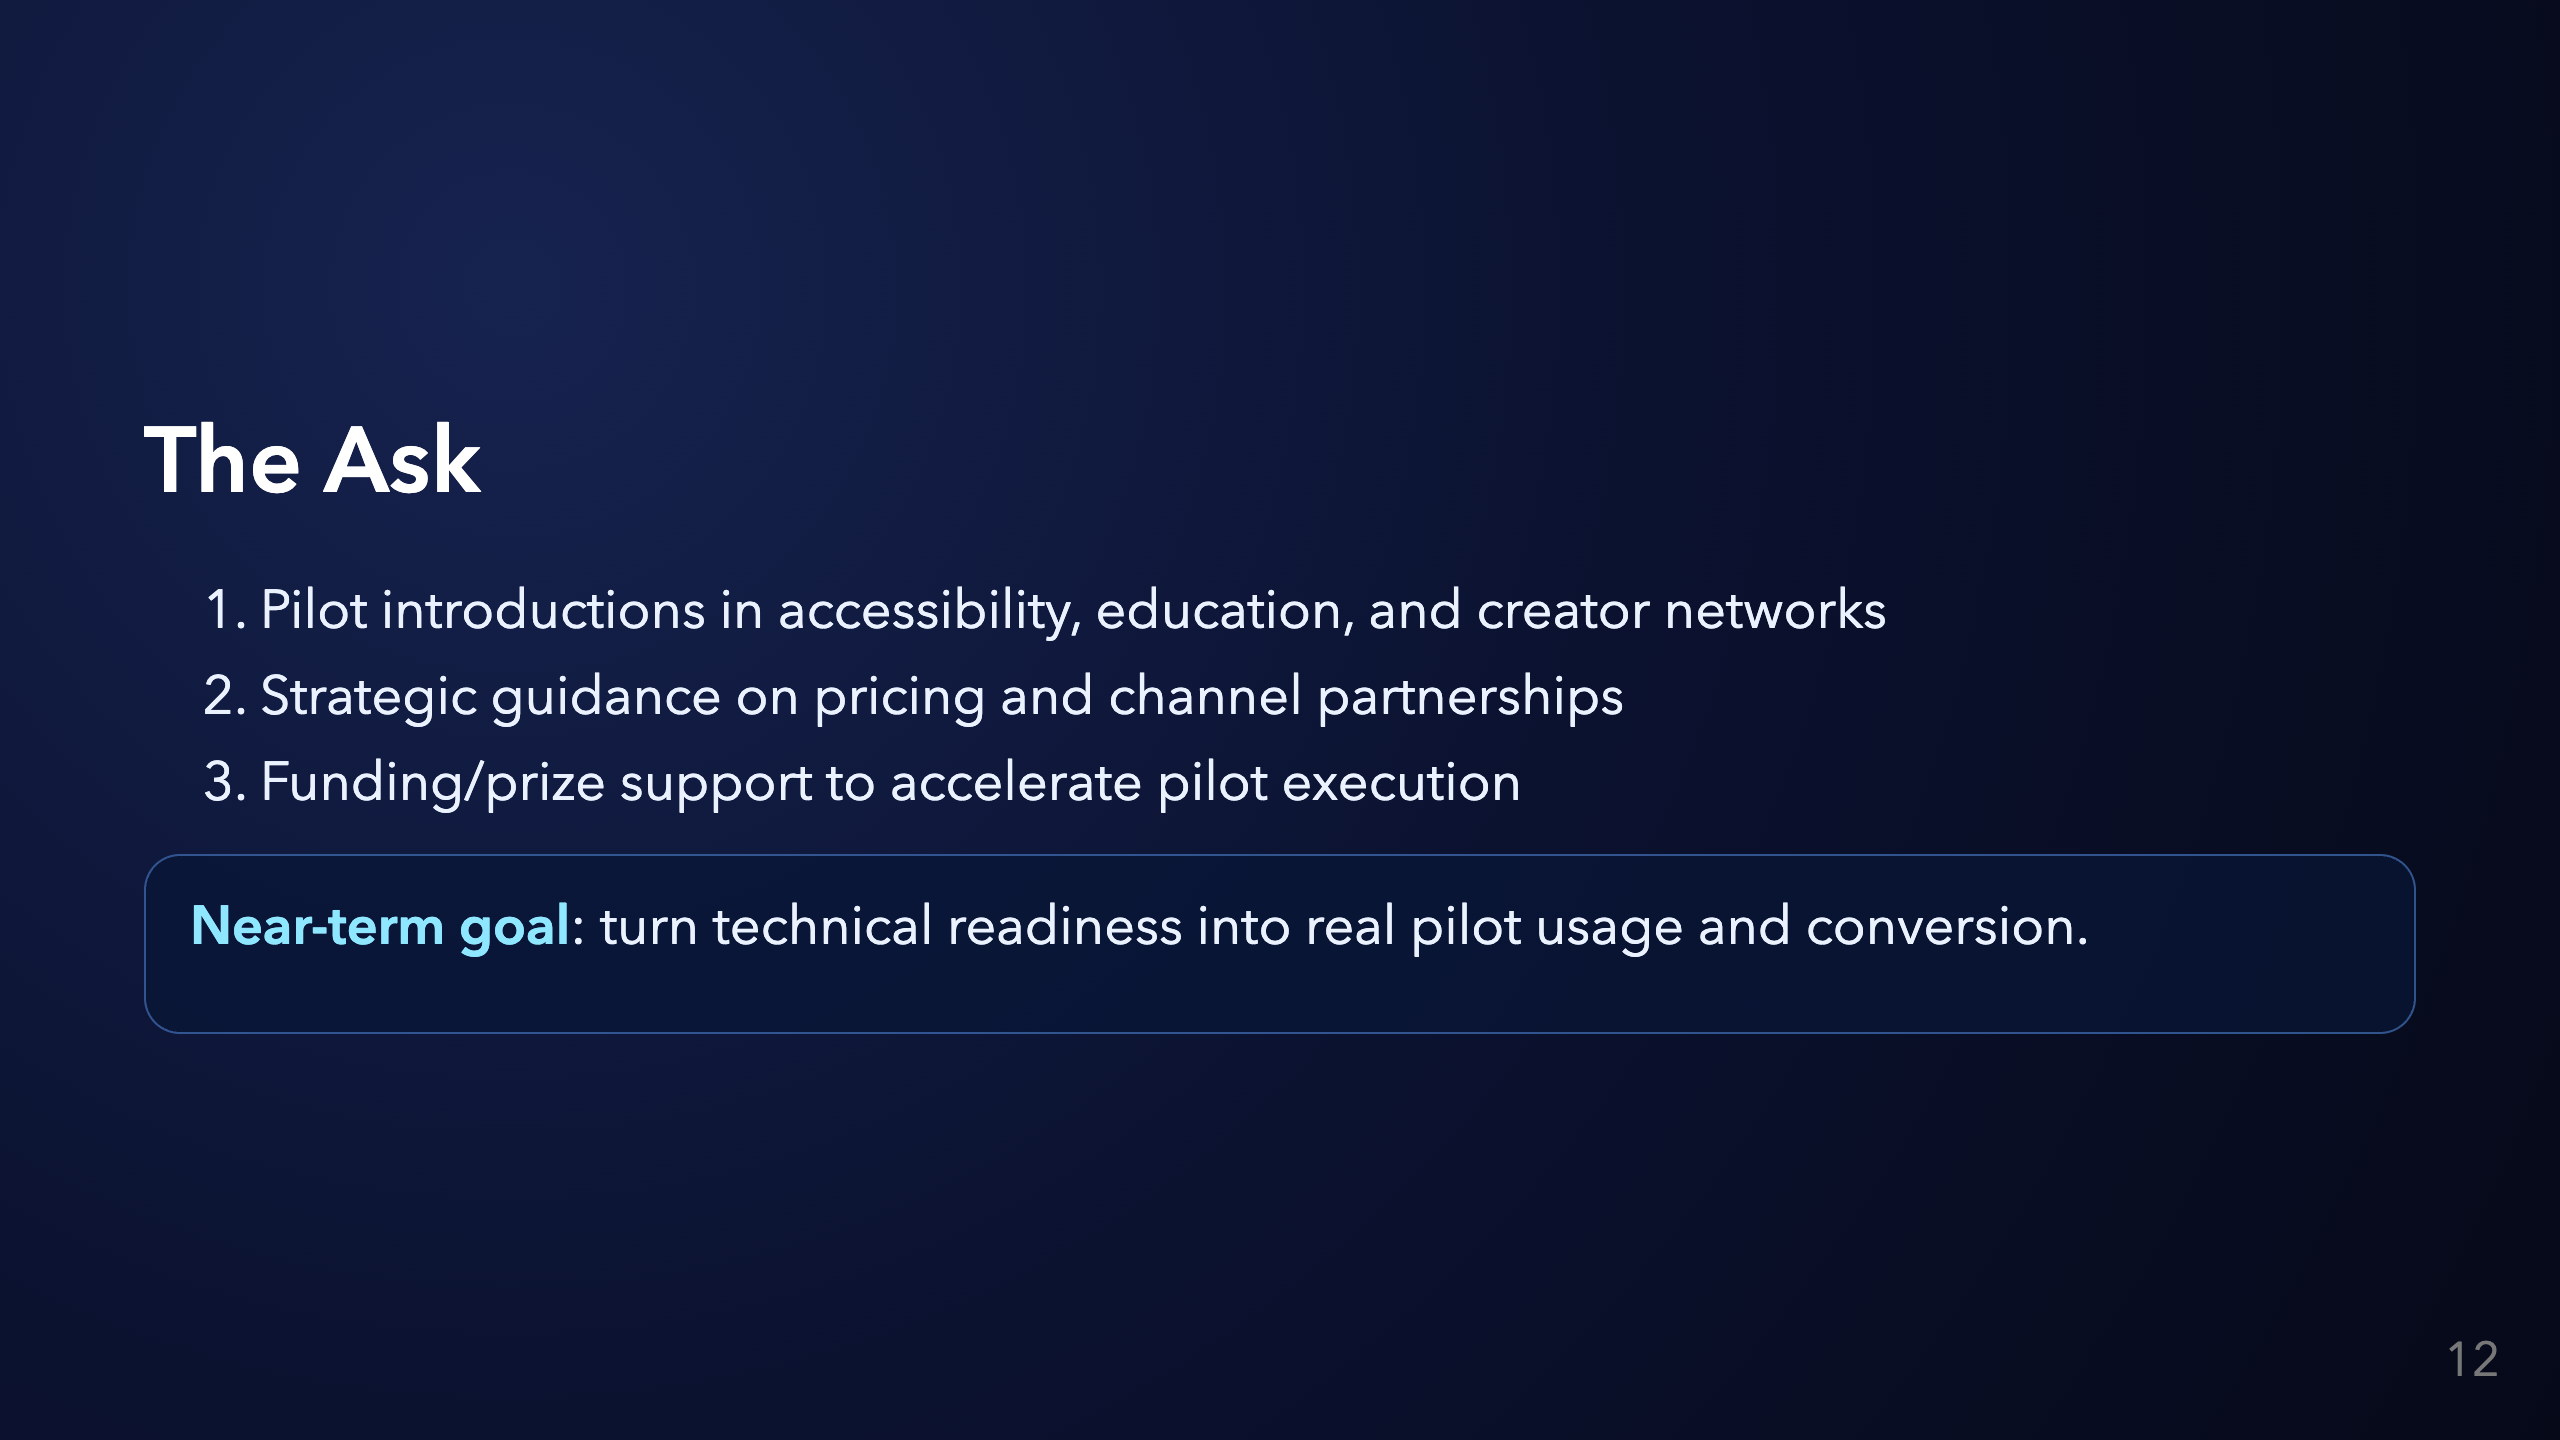 The Ask
1. Pilot introductions in accessibility, education, and creator networks
2. Strategic guidance on pricing and channel partnerships
3. Funding/prize support to accelerate pilot execution
Near-term goal: turn technical readiness into real pilot usage and conversion.
12